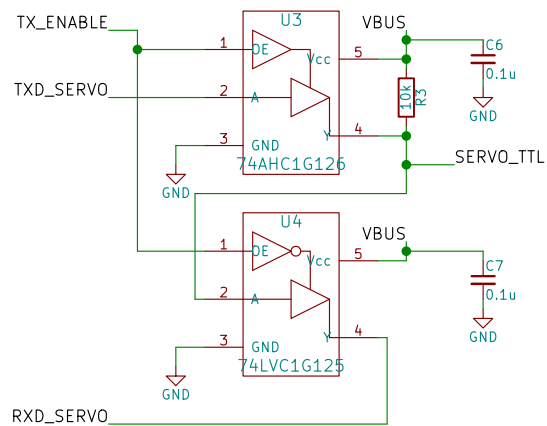 TX_ENABLE
U3
VBUS
1
OE
Vcc
5
C6
0.1u
TXD_SERVO
2
A
10k
R3
GND
3
GND
Y
4
74AHC1G126
SERVO_TTL
GND
U4
VBUS
1
OE
Vcc
5
C7
0.1u
2
A
GND
3
GND
Y
4
74LVC1G125
GND
RXD_SERVO